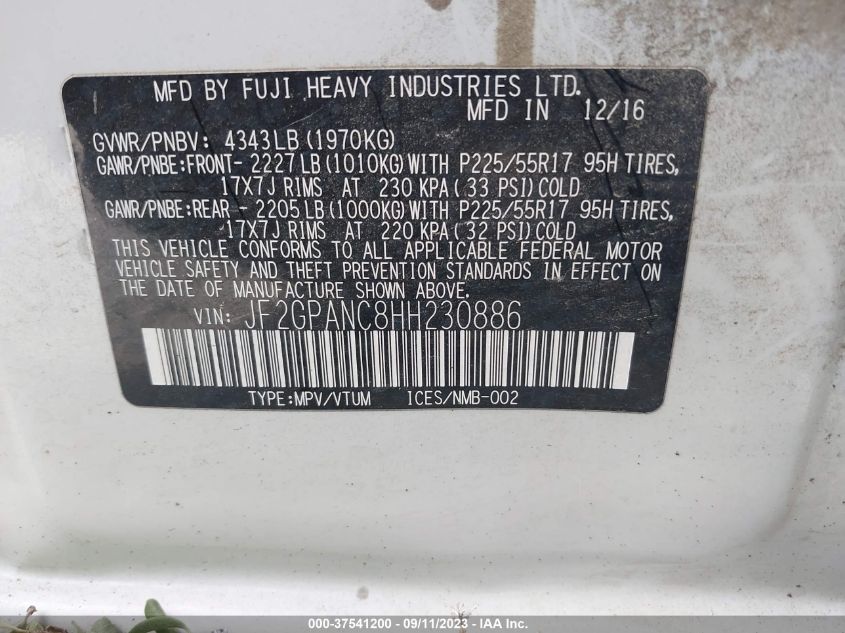 MFD BY FUJI HEAVY INDUSTRIES LTD.
MFD IN 12/16
GVWR/PNBV: 4343LB(1970KG)
GAWR/PNBE:FRONT- 2227LB(1010KG)WITH P225/55R17 95H TIRES,
17X7J RIMS AT 230 KPA(33 PSI)COLD
GAWR/PNBE:REAR - 2205LB(1000KG)WITH P225/55R17 95H TIRES,
17X7J RIMS AT 220 KPA(32 PSI)COLD
THIS VEHICLE CONFORMS TO ALL APPLICABLE FEDERAL MOTOR
VEHICLE SAFETY AND THEFT PREVENTION STANDARDS IN EFFECT ON
THE DATE OF MANUFACTURE SHOWN ABOVE.
VIN: JF2GPANC8HH230886
TYPE:MPV/VTUM ICES/NMB-002
000-37541200 - 09/11/2023 - IAA Inc.